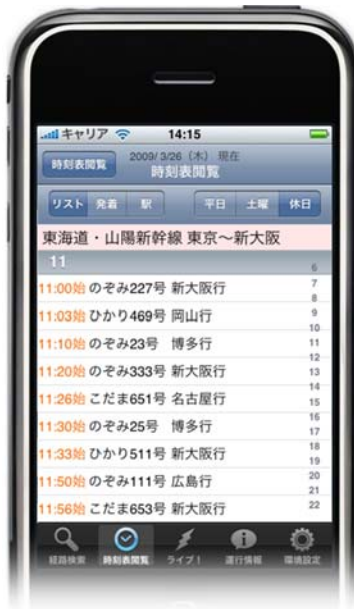 キャリア 14:15
時刻表閲覧
2009/ 3/26（木）現在
時刻表閲覧
リスト 発着 駅 平日 土曜 休日
東海道・山陽新幹線 東京〜新大阪
11
11:00始 のぞみ227号 新大阪行
11:03始 ひかり469号 岡山行
11:10始 のぞみ23号 博多行
11:20始 のぞみ333号 新大阪行
11:26始 こだま651号 名古屋行
11:30始 のぞみ25号 博多行
11:33始 ひかり511号 新大阪行
11:50始 のぞみ111号 広島行
11:56始 こだま653号 新大阪行
6
7
8
9
10
11
12
13
14
15
16
17
18
19
20
21
22
経路検索 時刻表閲覧 ライブ！ 運行情報 環境設定